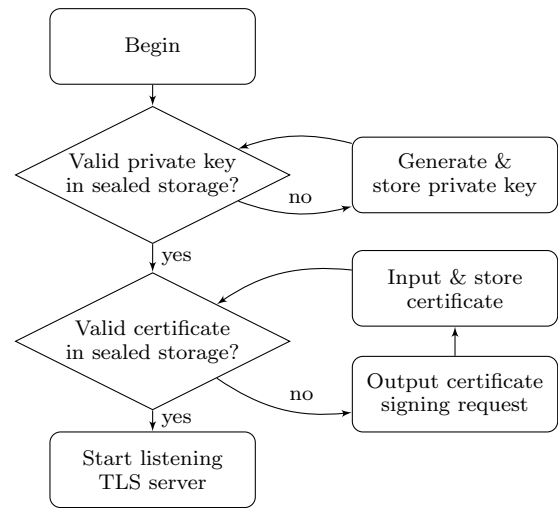 Begin
Valid private key
in sealed storage?
Generate &
store private key
no
yes
Input & store
certificate
Valid certificate
in sealed storage?
no
Output certificate
signing request
yes
Start listening
TLS server